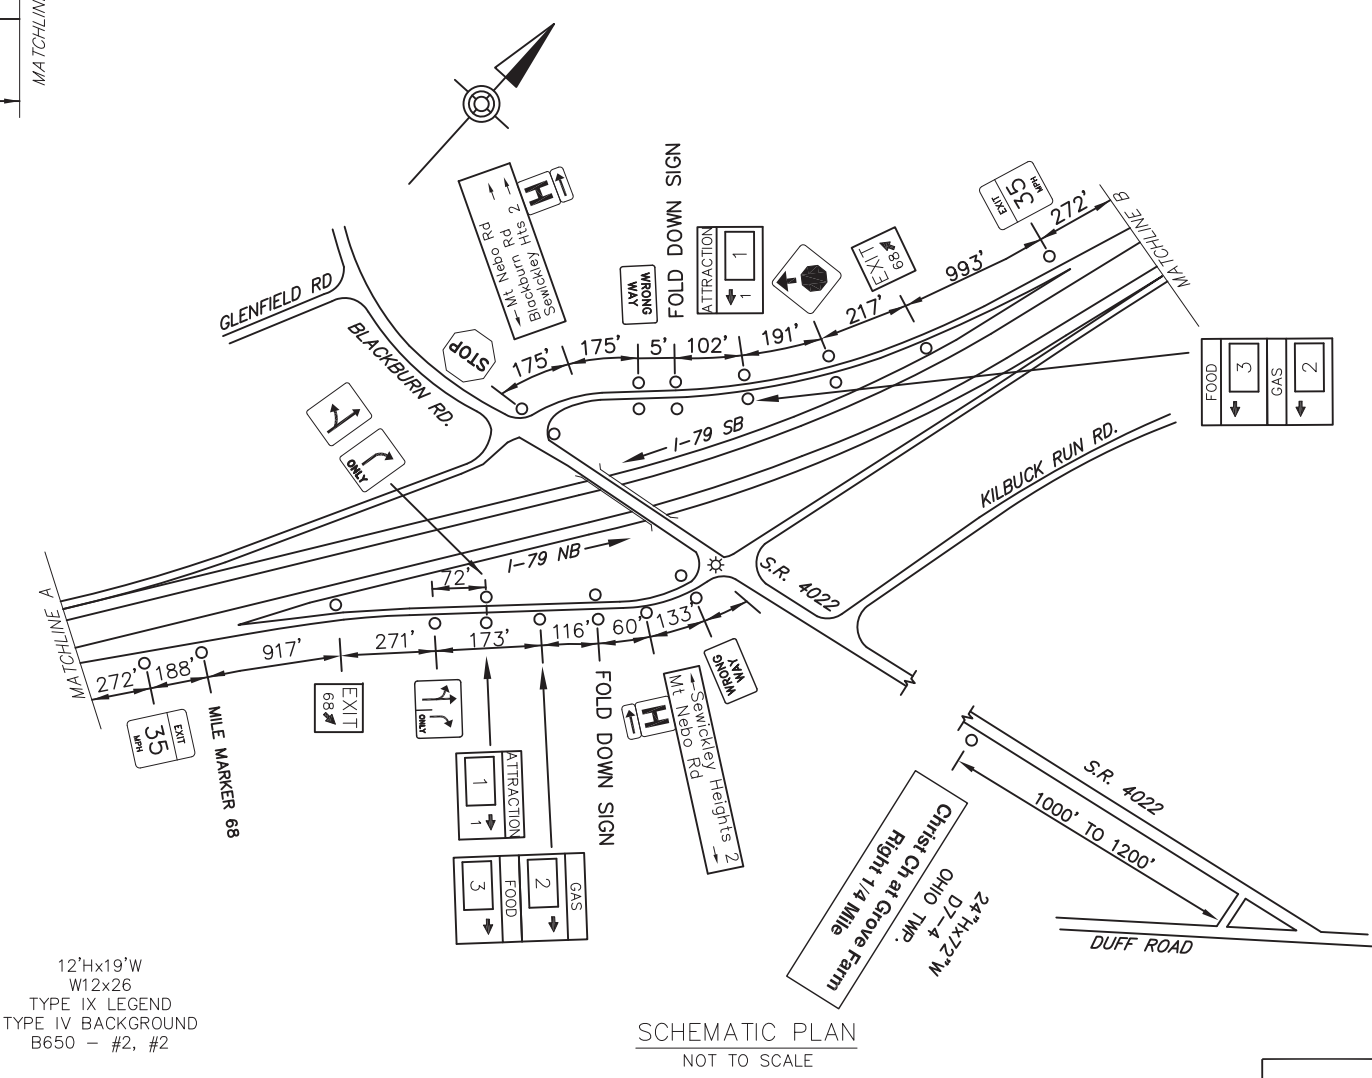 MATCHLINE
Mt Nebo Rd
Blackburn Rd
Sewickley Hts 2
H
FOLD DOWN SIGN
WRONG
WAY
ATTRACTION
1
1
EXIT
68
EXIT
35
MPH
272'
MATCHLINE B
993'
217'
191'
102'
5'
175'
175'
STOP
GLENFIELD RD
BLACKBURN RD.
ONLY
FOOD
3
GAS
2
I-79 SB
KILBUCK RUN RD.
I-79 NB
S.R. 4022
MATCHLINE A
72'
272'
188'
917'
271'
173'
116'
60'
133'
EXIT
35
MPH
MILE MARKER 68
EXIT
68
ONLY
ATTRACTION
1
1
GAS
2
FOOD
3
FOLD DOWN SIGN
H
Sewickley Heights 2
Mt Nebo Rd
WRONG
WAY
S.R. 4022
1000' TO 1200'
DUFF ROAD
Christ Ch at Grove Farm
Right 1/4 Mile
24"Hx72"W
D7-4
OHIO TWP.
12'Hx19'W
W12x26
TYPE IX LEGEND
TYPE IV BACKGROUND
B650 - #2, #2
SCHEMATIC PLAN
NOT TO SCALE